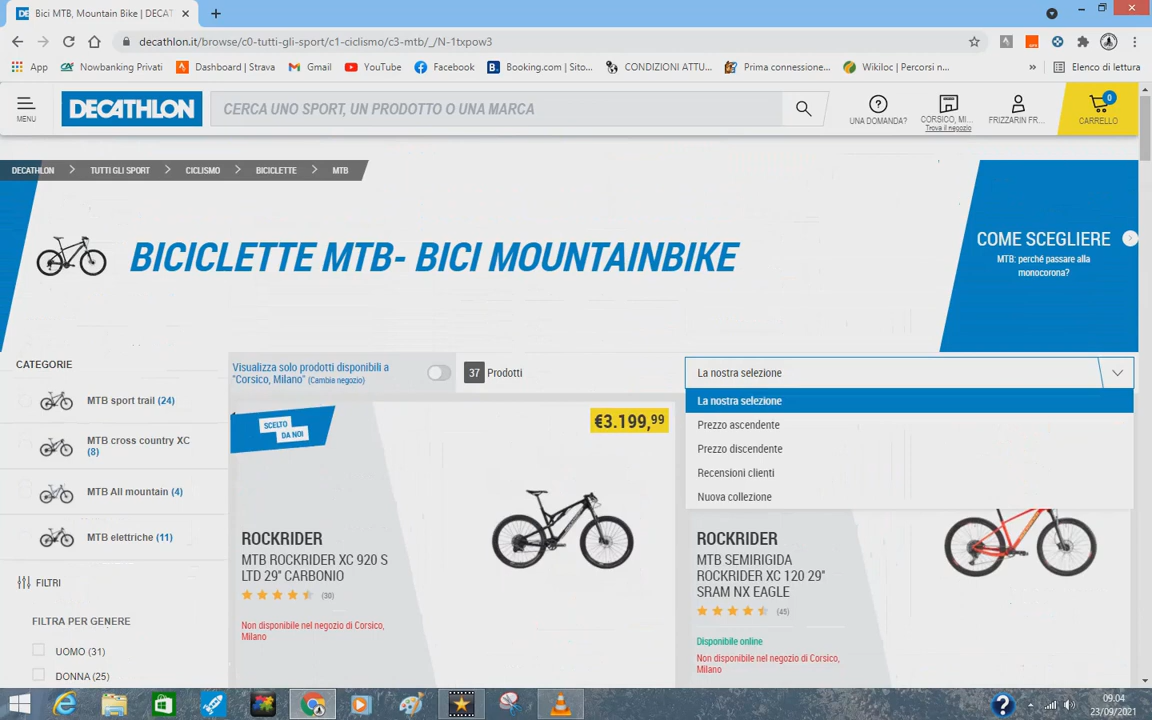 Bici MTB, Mountain Bike | DECAT
decathlon.it/browse/c0-tutti-gli-sport/c1-ciclismo/c3-mtb/_/N-1txpow3
App
Nowbanking Privati
Dashboard | Strava
Gmail
YouTube
Facebook
Booking.com | Sito...
CONDIZIONI ATTU...
Prima connessione...
Wikiloc | Percorsi n...
»
Elenco di lettura
MENU
DECATHLON
CERCA UNO SPORT, UN PRODOTTO O UNA MARCA
UNA DOMANDA?
CORSICO, MI...
Trova il negozio
FRIZZARIN FR...
0
CARRELLO
DECATHLON
TUTTI GLI SPORT
CICLISMO
BICICLETTE
MTB
BICICLETTE MTB- BICI MOUNTAINBIKE
COME SCEGLIERE
MTB: perché passare alla
monocorona?
CATEGORIE
MTB sport trail (24)
MTB cross country XC
(8)
MTB All mountain (4)
MTB elettriche (11)
FILTRI
FILTRA PER GENERE
UOMO (31)
DONNA (25)
Visualizza solo prodotti disponibili a
"Corsico, Milano" (Cambia negozio)
37 Prodotti
La nostra selezione
La nostra selezione
Prezzo ascendente
Prezzo discendente
Recensioni clienti
Nuova collezione
SCELTO
DA NOI
€3.199,99
ROCKRIDER
MTB ROCKRIDER XC 920 S
LTD 29" CARBONIO
(30)
Non disponibile nel negozio di Corsico,
Milano
ROCKRIDER
MTB SEMIRIGIDA
ROCKRIDER XC 120 29"
SRAM NX EAGLE
(45)
Disponibile online
Non disponibile nel negozio di Corsico,
Milano
09.04
23/09/2021